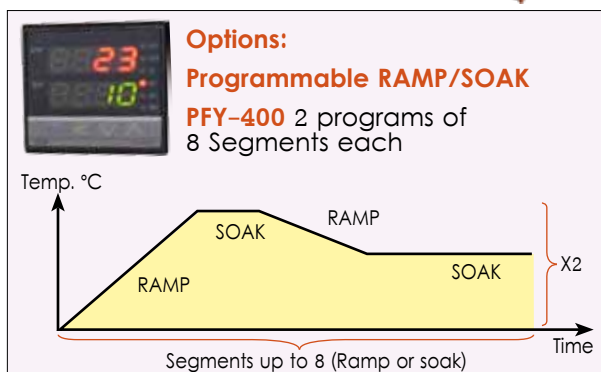 23
10
Options:
Programmable RAMP/SOAK
PFY-400 2 programs of
8 Segments each
Temp. ºC
SOAK
RAMP
RAMP
SOAK
X2
Time
Segments up to 8 (Ramp or soak)